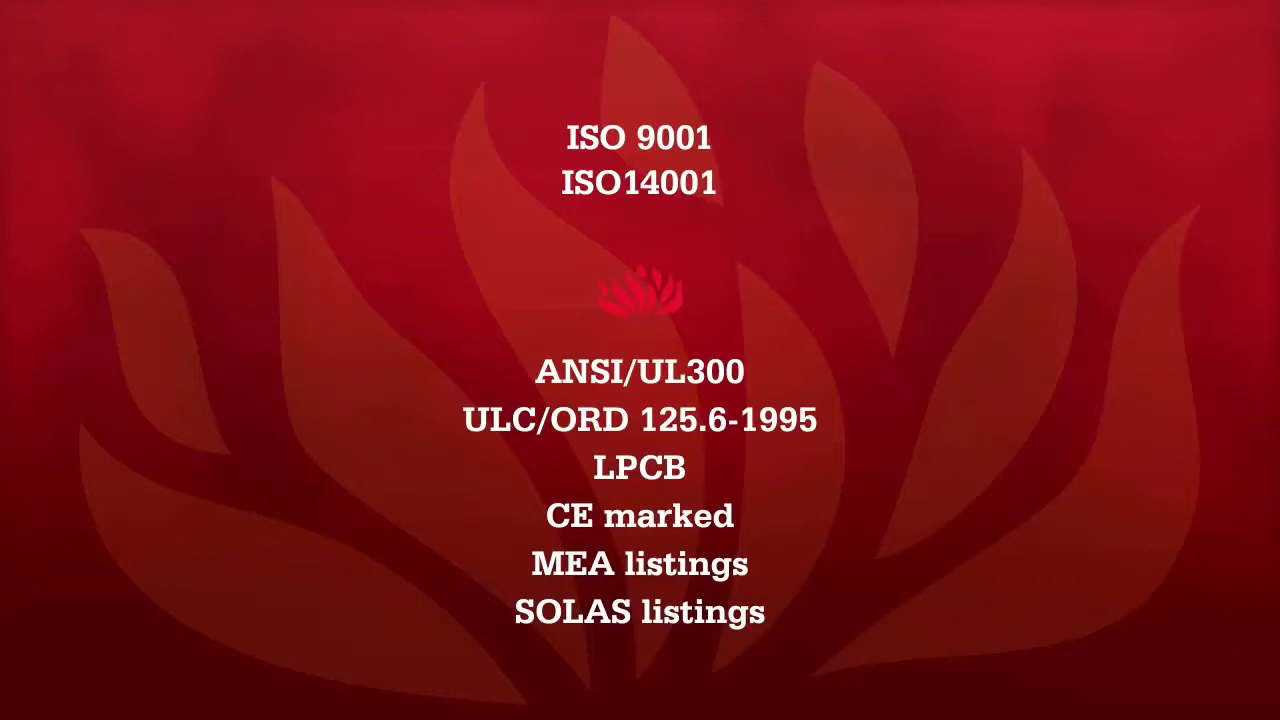 ISO 9001
ISO14001
ANSI/UL300
ULC/ORD 125.6-1995
LPCB
CE marked
MEA listings
SOLAS listings